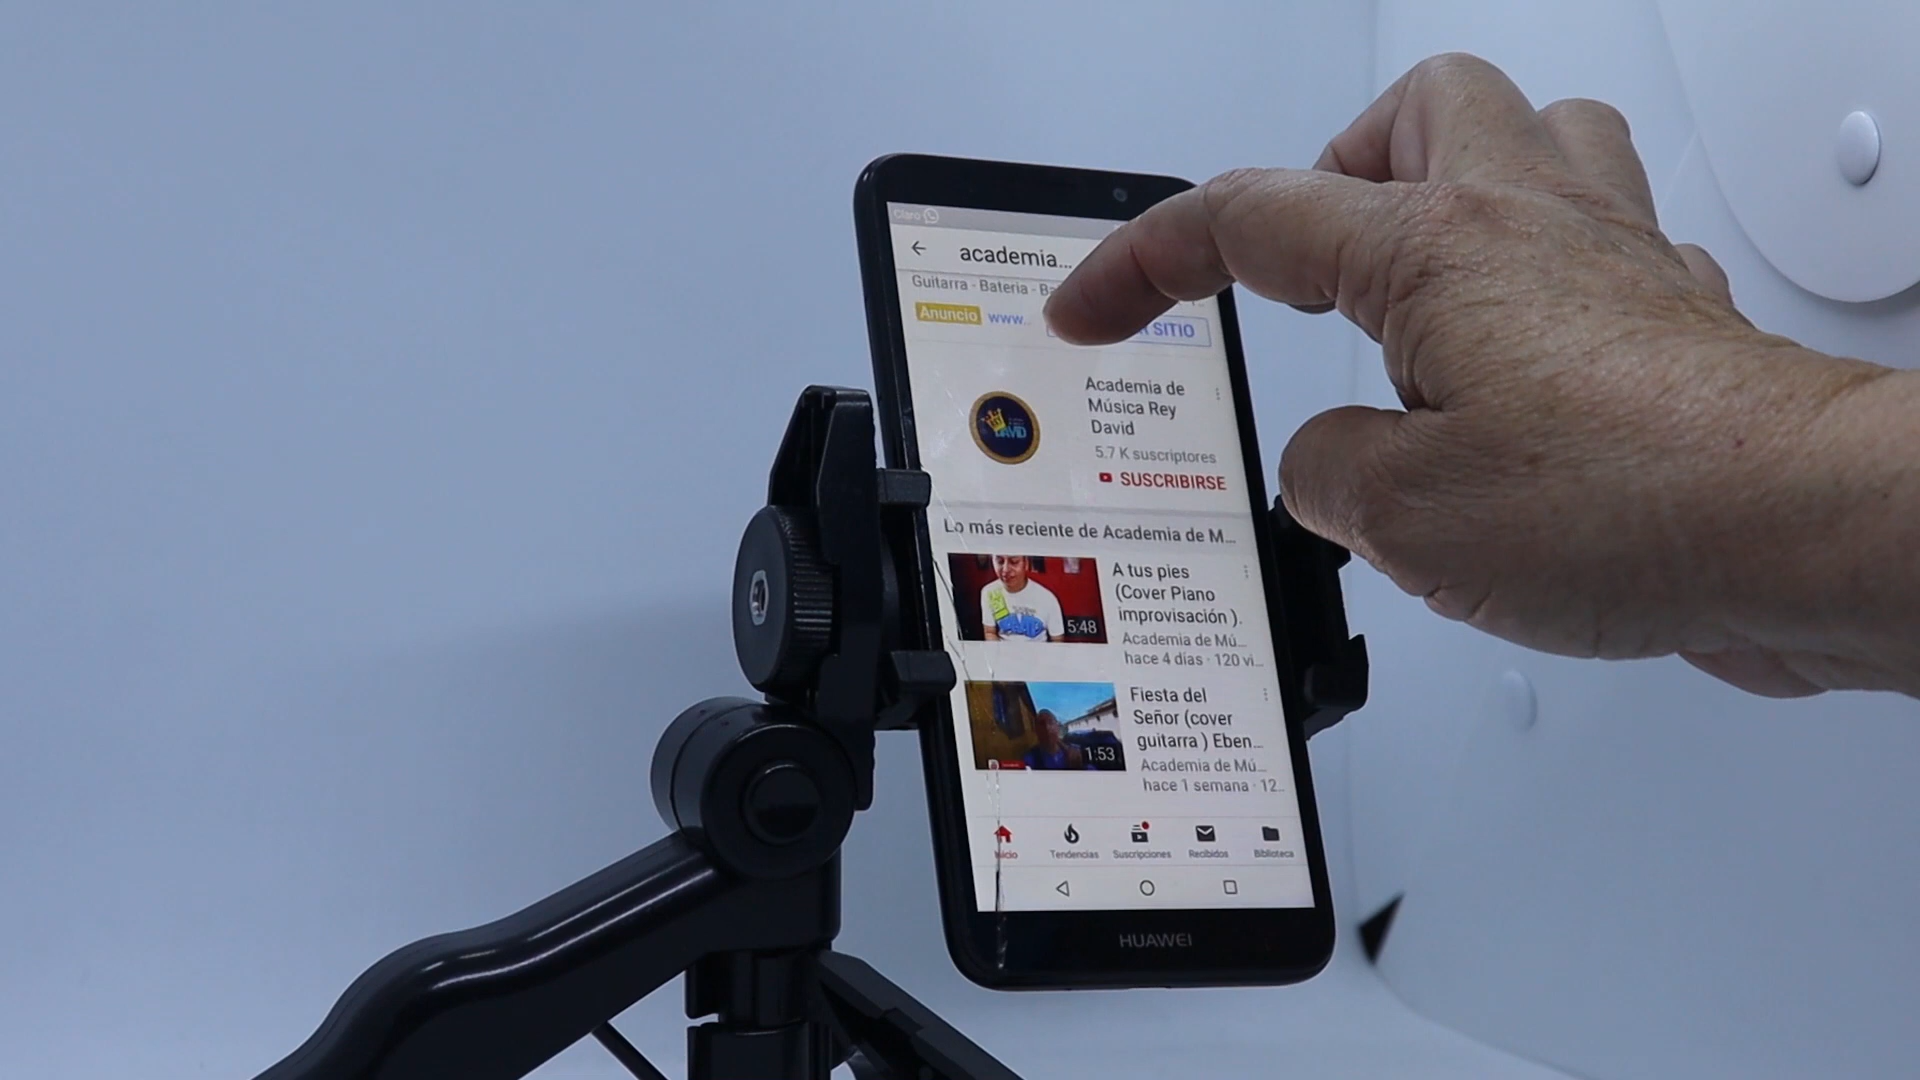 Claro
academia...
Guitarra - Bateria - Ba
Anuncio www..
SITIO
Academia de
Música Rey
David
5.7 K suscriptores
SUSCRIBIRSE
DAVID
Lo más reciente de Academia de M...
A tus pies
(Cover Piano
improvisación ).
Academia de Mú...
hace 4 días · 120 vi...
5:48
Fiesta del
Señor (cover
guitarra ) Eben...
Academia de Mú...
hace 1 semana · 12..
1:53
Inicio
Tendencias
Suscripciones
Recibidos
Biblioteca
HUAWEI